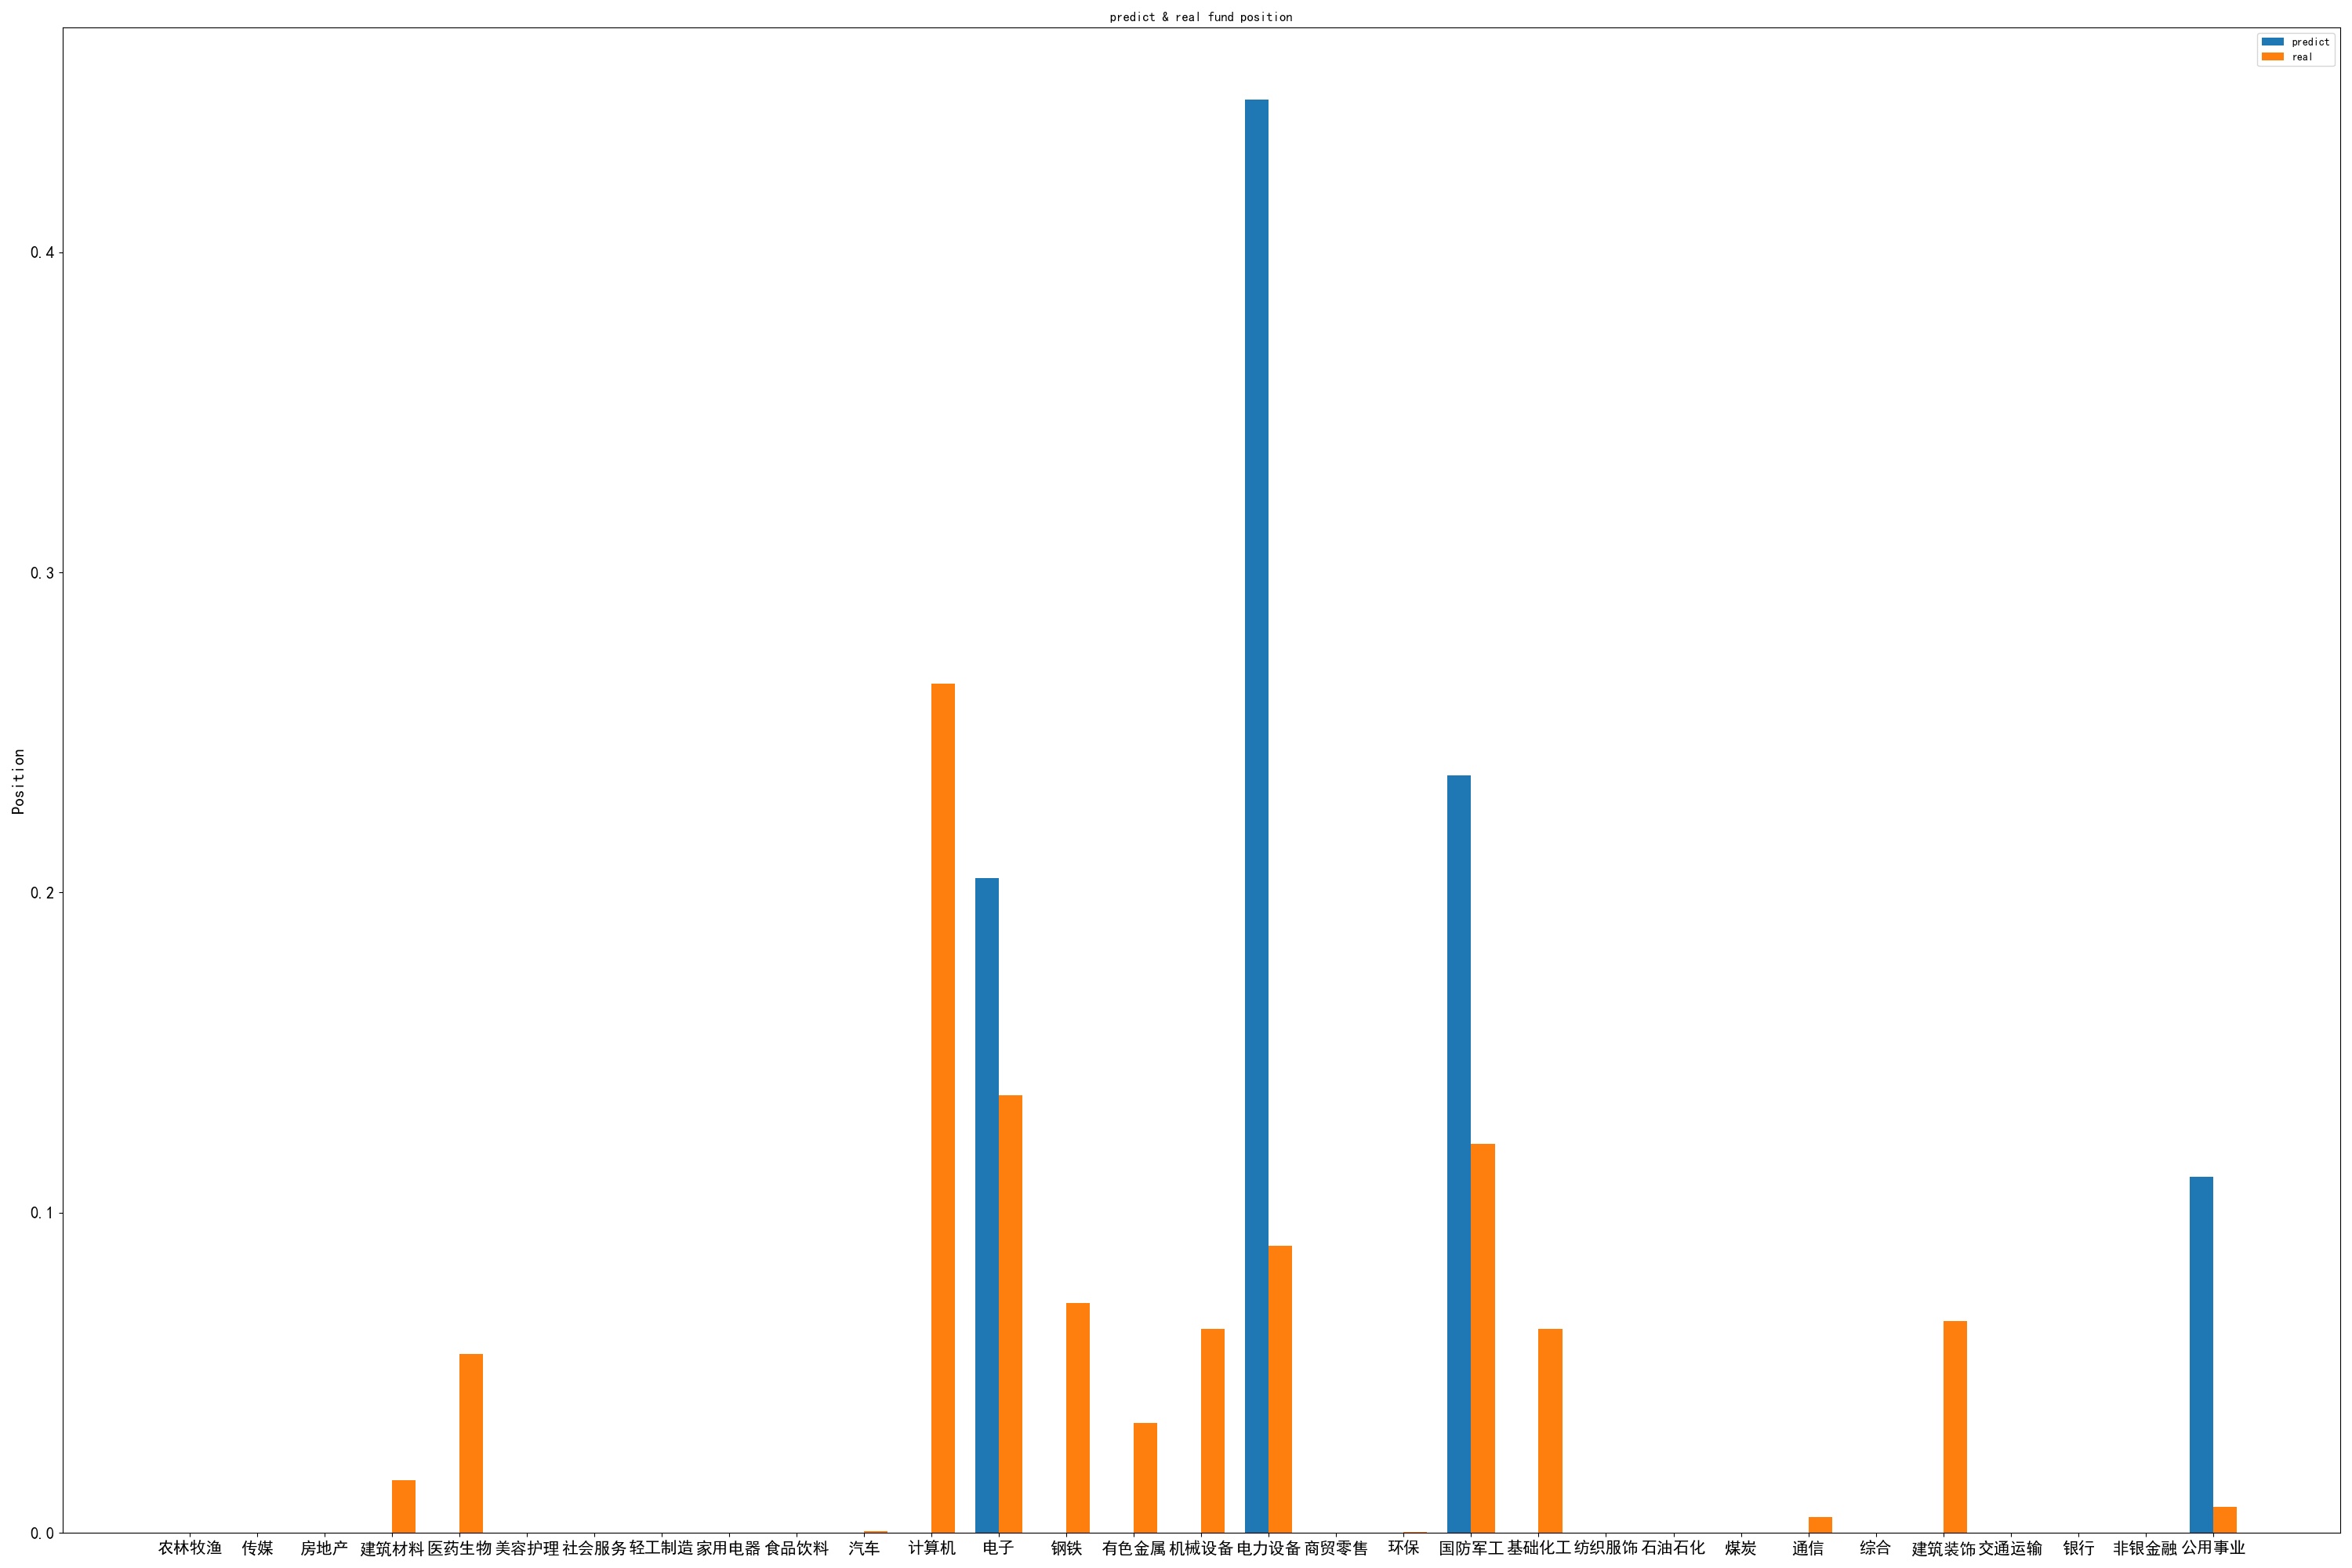 predict & real fund position
predict
real
Position
0.4
0.3
0.2
0.1
0.0
农林牧渔 传媒 房地产 建筑材料 医药生物 美容护理 社会服务 轻工制造 家用电器 食品饮料 汽车 计算机 电子 钢铁 有色金属 机械设备 电力设备 商贸零售 环保 国防军工 基础化工 纺织服饰 石油石化 煤炭 通信 综合 建筑装饰 交通运输 银行 非银金融 公用事业